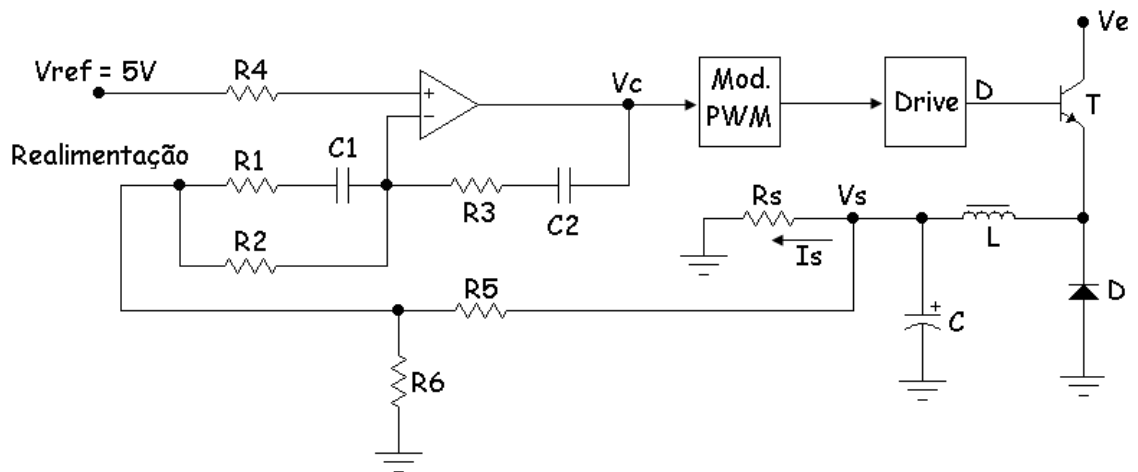 Ve
Vref = 5V
R4
+
−
Vc
Mod.
PWM
Drive
D
T
Realimentação
R1
C1
R3
C2
R2
Rs
Vs
Is
L
R5
+
C
D
R6